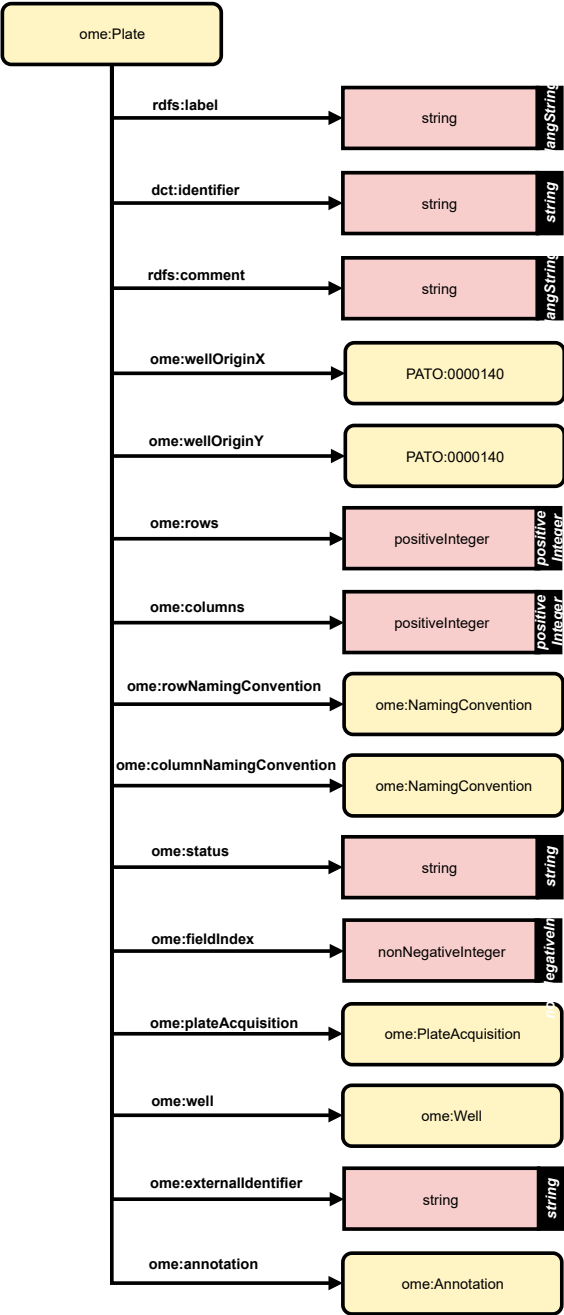 ome:Plate
rdfs:label
string
langString
dct:identifier
string
string
rdfs:comment
string
langString
ome:wellOriginX
PATO:0000140
ome:wellOriginY
PATO:0000140
ome:rows
positiveInteger
positive
Integer
ome:columns
positiveInteger
positive
Integer
ome:rowNamingConvention
ome:NamingConvention
ome:columnNamingConvention
ome:NamingConvention
ome:status
string
string
ome:fieldIndex
nonNegativeInteger
ome:plateAcquisition
ome:PlateAcquisition
ome:well
ome:Well
ome:externalIdentifier
string
string
ome:annotation
ome:Annotation